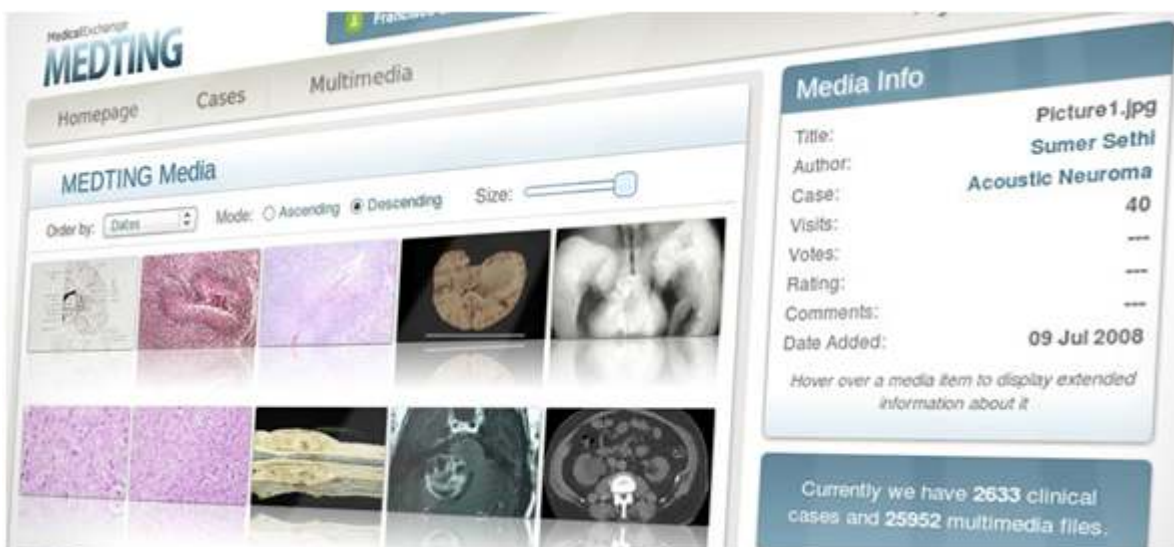 MedicalExchange
MEDTING
Homepage
Cases
Multimedia
MEDTING Media
Order by: Dates
Mode: Ascending Descending
Size:
Media Info
Title: Picture1.jpg
Author: Sumer Sethi
Case: Acoustic Neuroma
Visits: 40
Votes: ---
Rating: ---
Comments: ---
Date Added: 09 Jul 2008
Hover over a media item to display extended
information about it
Currently we have 2633 clinical
cases and 25952 multimedia files.